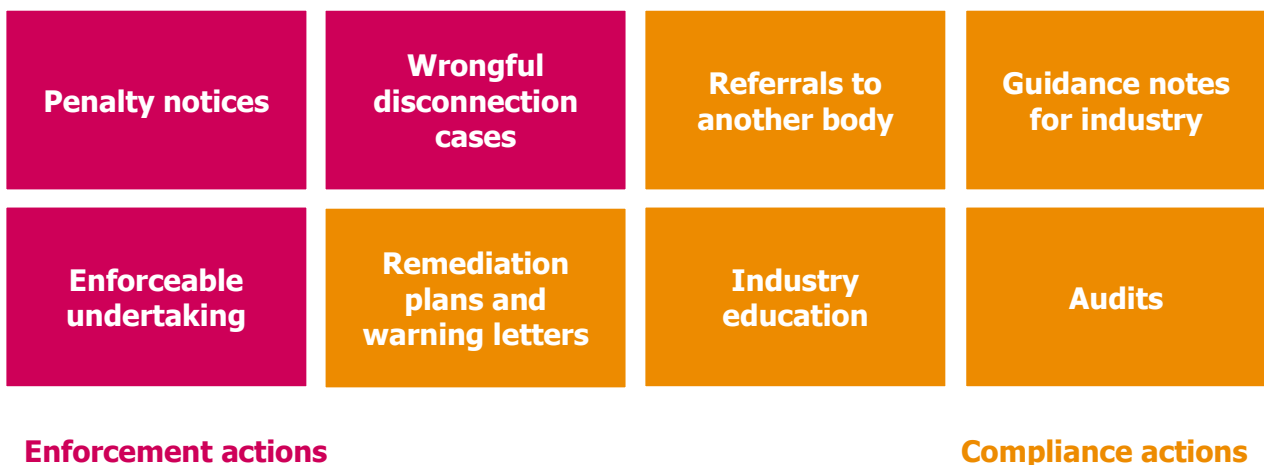 Penalty notices
Wrongful
disconnection
cases
Referrals to
another body
Guidance notes
for industry
Enforceable
undertaking
Remediation
plans and
warning letters
Industry
education
Audits
Enforcement actions
Compliance actions